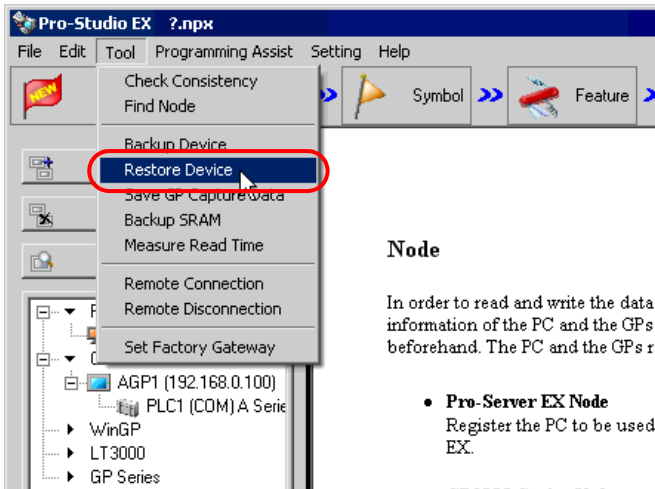 Pro-Studio EX ?.npx
File Edit Tool Programming Assist Setting Help
NEW
Symbol
Feature
Check Consistency
Find Node
Backup Device
Restore Device
Save GP Capture Data
Backup SRAM
Measure Read Time
Remote Connection
Remote Disconnection
Set Factory Gateway
AGP1 (192.168.0.100)
PLC1 (COM) A Serie
WinGP
LT3000
GP Series
Node
In order to read and write the data
information of the PC and the GPs
beforehand. The PC and the GPs r
Pro-Server EX Node
Register the PC to be used
EX.